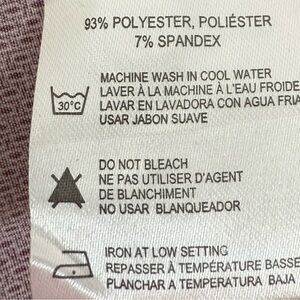 93% POLYESTER, POLIÉSTER
7% SPANDEX
MACHINE WASH IN COOL WATER
LAVER À LA MACHINE À L'EAU FROIDE
LAVAR EN LAVADORA CON AGUA FRIA
USAR JABON SUAVE
30°C
DO NOT BLEACH
NE PAS UTILISER D'AGENT
DE BLANCHIMENT
NO USAR BLANQUEADOR
IRON AT LOW SETTING
REPASSER À TEMPÉRATURE BASSE
PLANCHAR A TEMPERATURA BAJA